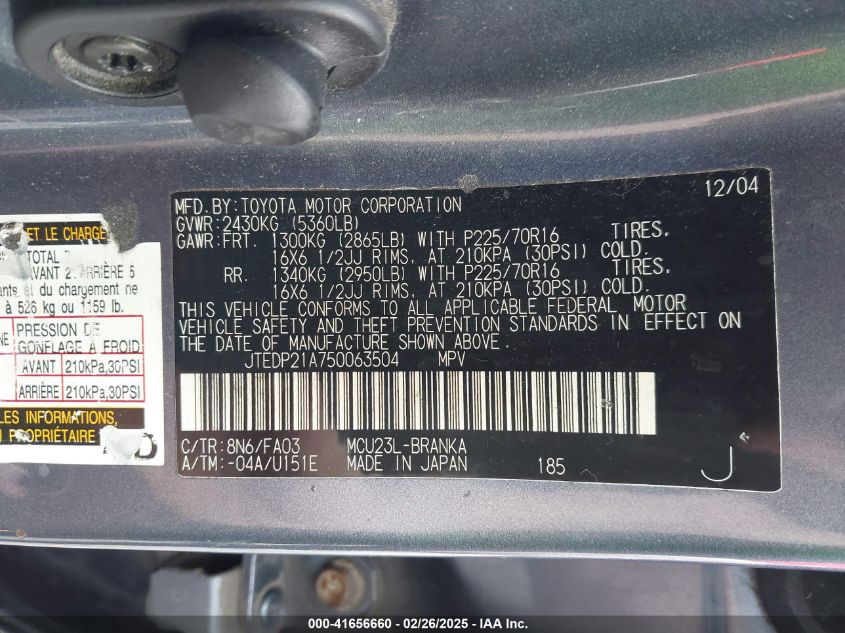 MFD.BY:TOYOTA MOTOR CORPORATION 12/04
GVWR:2430KG (5360LB)
GAWR:FRT. 1300KG (2865LB) WITH P225/70R16 TIRES,
16X6 1/2JJ RIMS, AT 210KPA (30PSI) COLD.
RR. 1340KG (2950LB) WITH P225/70R16 TIRES,
16X6 1/2JJ RIMS, AT 210KPA (30PSI) COLD.
THIS VEHICLE CONFORMS TO ALL APPLICABLE FEDERAL MOTOR
VEHICLE SAFETY AND THEFT PREVENTION STANDARDS IN EFFECT ON
THE DATE OF MANUFACTURE SHOWN ABOVE.
JTEDP21A750063504 MPV
C/TR:8N6/FA03 MCU23L-BRANKA
A/TM:-04A/U151E MADE IN JAPAN 185 J
ET LE CHARGE
TOTAL
AVANT 2 ARRIÈRE 5
et du chargement ne
à 526 kg ou 1159 lb.
PRESSION DE
GONFLAGE À FROID
AVANT 210kPa,30PSI
ARRIÈRE 210kPa,30PSI
LES INFORMATIONS,
DU PROPRIÉTAIRE
000-41656660 - 02/26/2025 - IAA Inc.